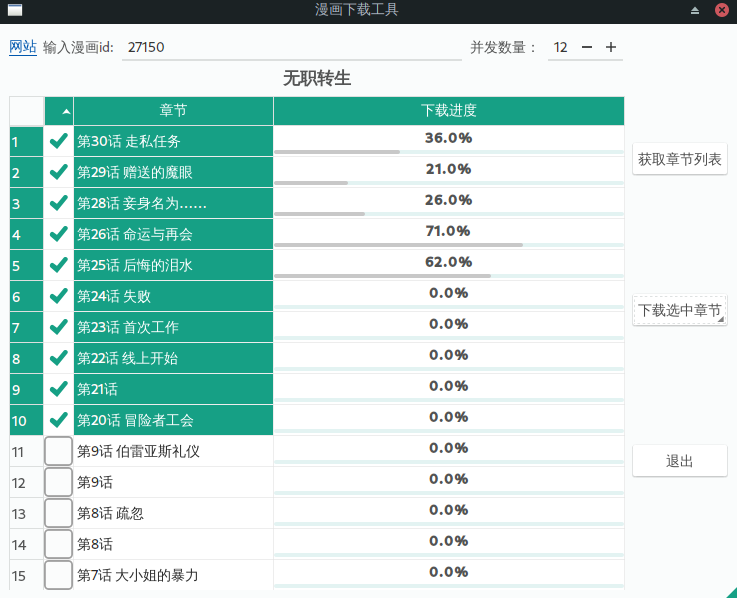 漫画下载工具
网站 输入漫画id: 27150 并发数量： 12 − +
无职转生
章节 下载进度
1 第30话 走私任务 36.0%
获取章节列表
2 第29话 赠送的魔眼 21.0%
3 第28话 妾身名为…… 26.0%
4 第26话 命运与再会 71.0%
5 第25话 后悔的泪水 62.0%
6 第24话 失败 0.0%
下载选中章节
7 第23话 首次工作 0.0%
8 第22话 线上开始 0.0%
9 第21话 0.0%
10 第20话 冒险者工会 0.0%
11 第9话 伯雷亚斯礼仪 0.0%
退出
12 第9话 0.0%
13 第8话 疏忽 0.0%
14 第8话 0.0%
15 第7话 大小姐的暴力 0.0%